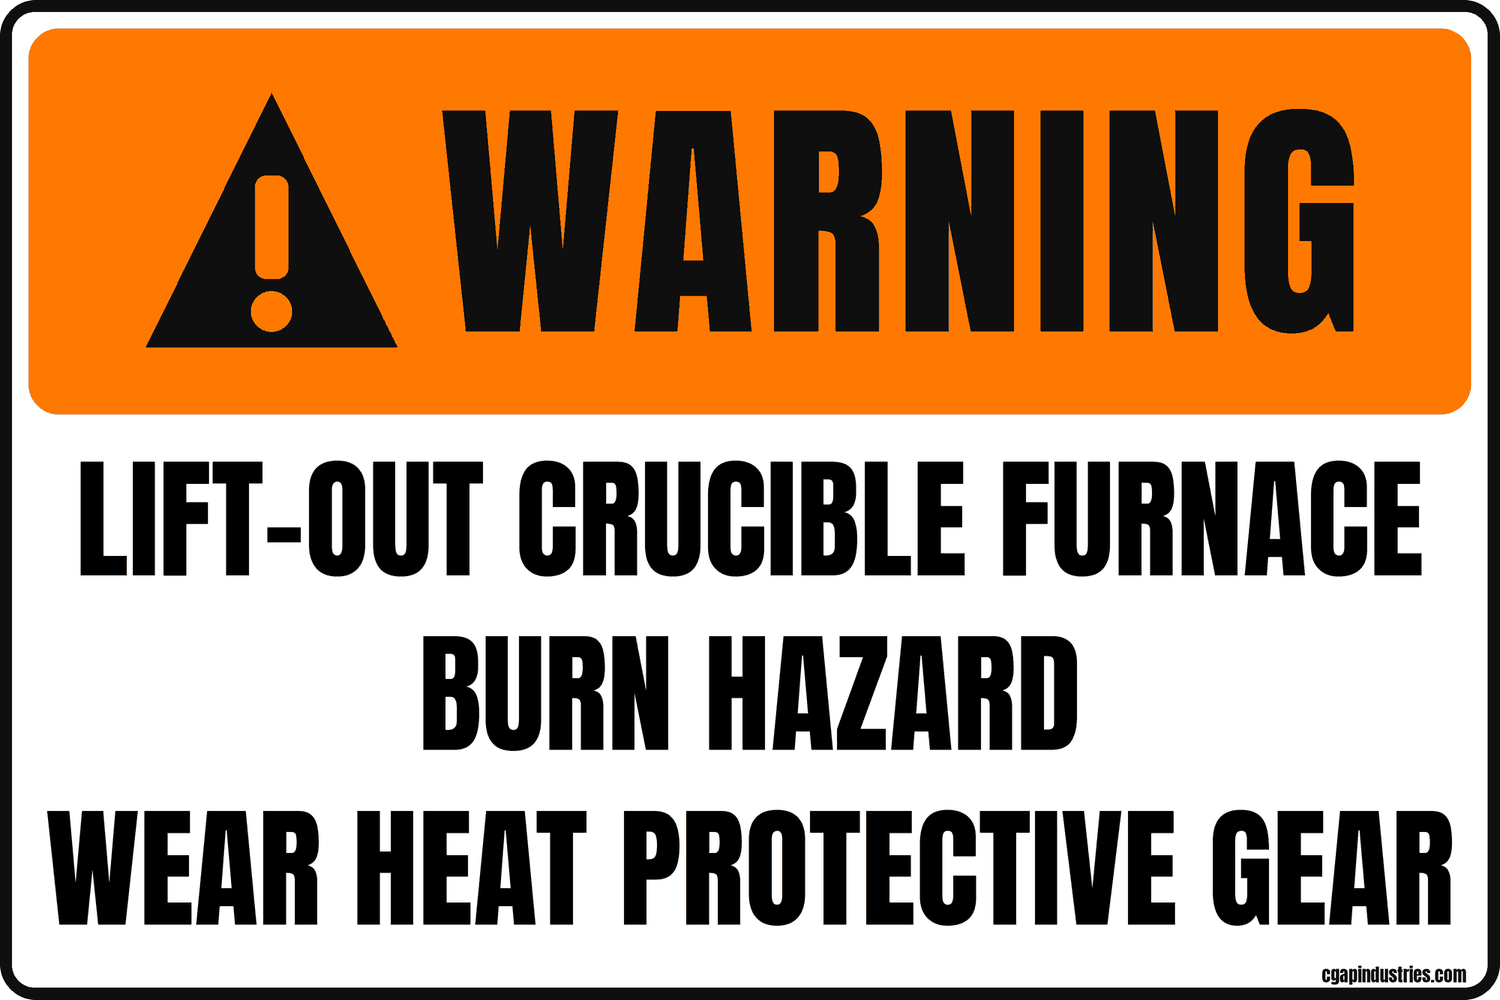 WARNING
LIFT-OUT CRUCIBLE FURNACE
BURN HAZARD
WEAR HEAT PROTECTIVE GEAR
cgapindustries.com